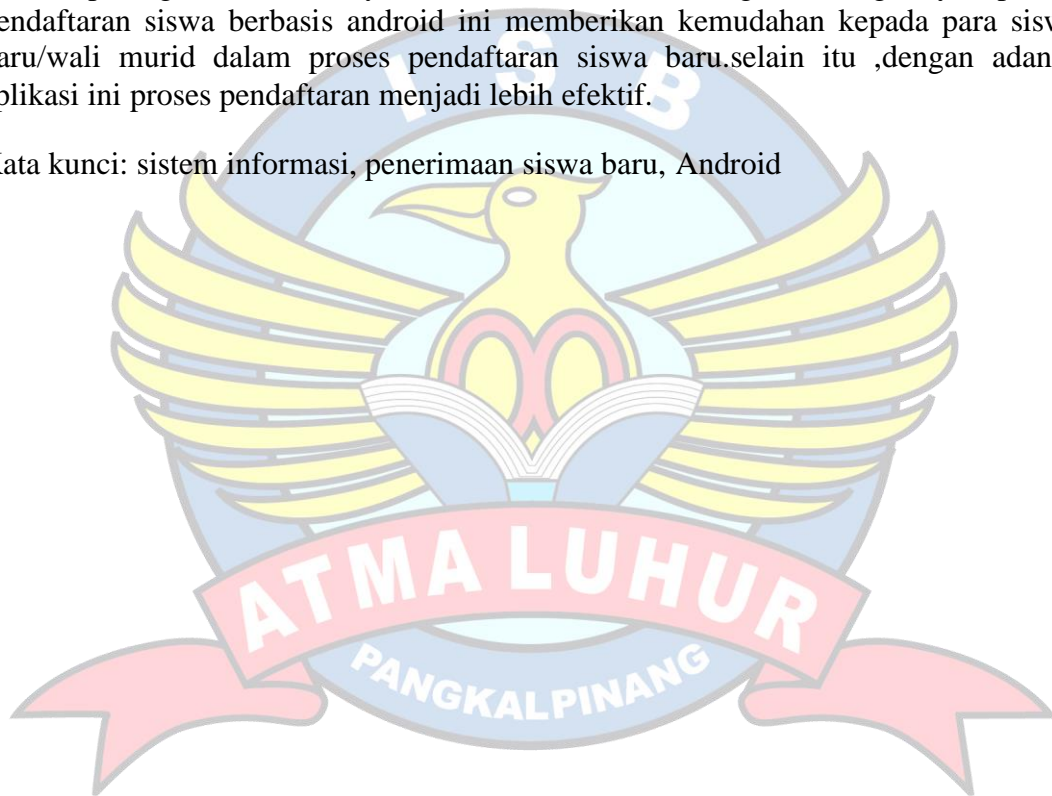 endaftaran siswa berbasis android ini memberikan kemudahan kepada para sisw
aru/wali murid dalam proses pendaftaran siswa baru.selain itu ,dengan adan
plikasi ini proses pendaftaran menjadi lebih efektif.
ata kunci: sistem informasi, penerimaan siswa baru, Android
I S B
ATMA LUHUR
PANGKALPINANG